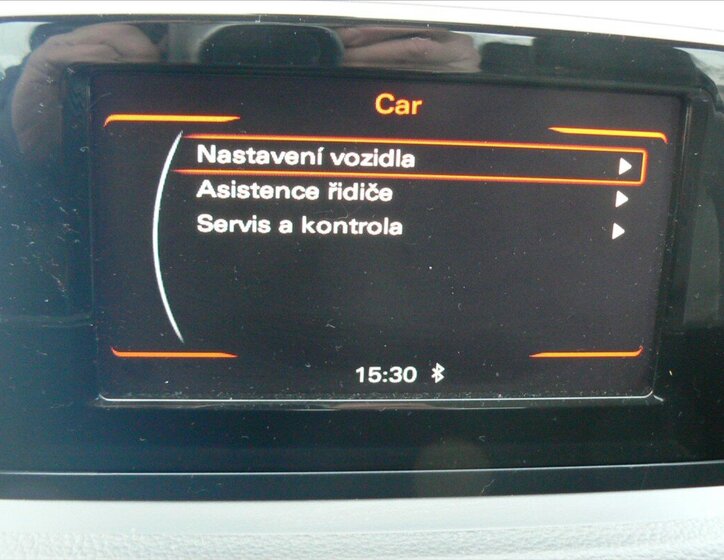 Car
Nastavení vozidla
Asistence řidiče
Servis a kontrola
15:30